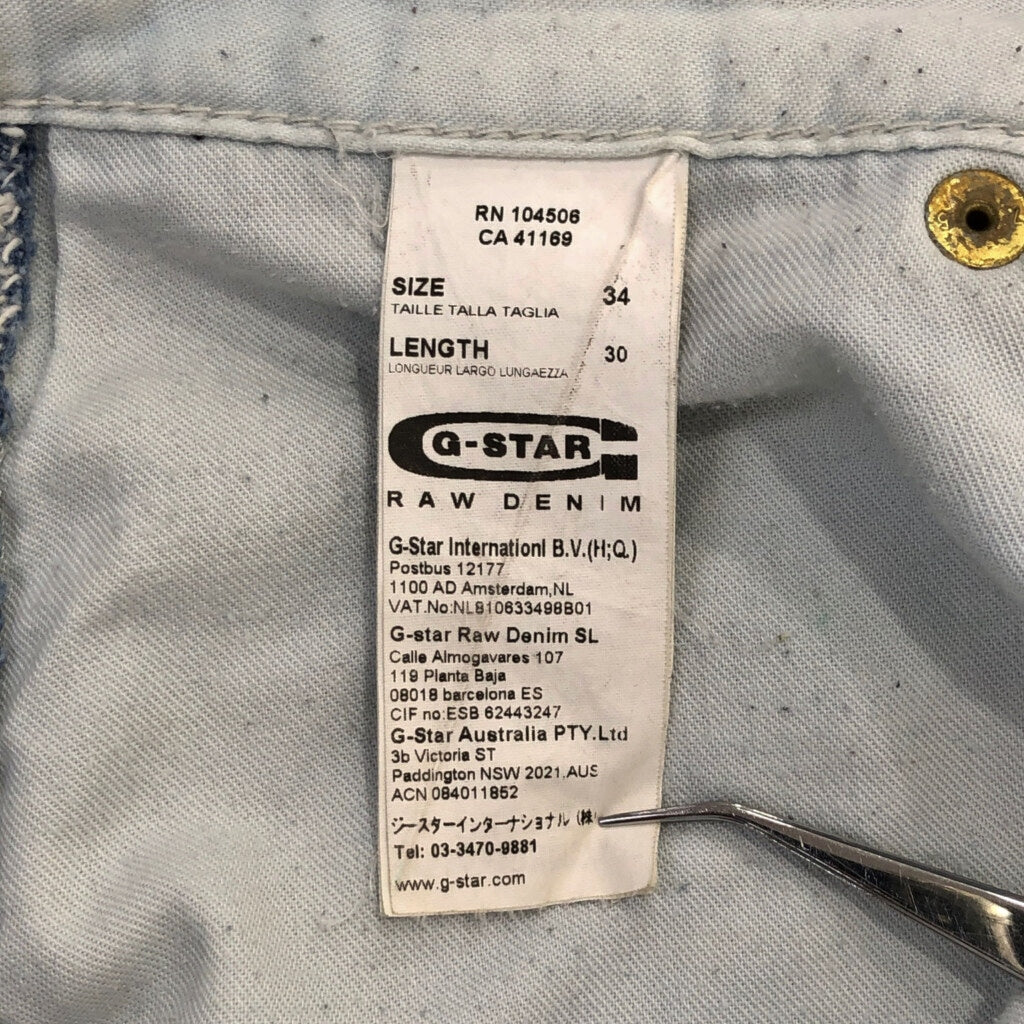 RN 104506
CA 41169
SIZE 34
TAILLE TALLA TAGLIA
LENGTH 30
LONGUEUR LARGO LUNGAEZZA
G-STAR
RAW DENIM
G-Star Internationl B.V.(H;Q.)
Postbus 12177
1100 AD Amsterdam,NL
VAT.No:NL810633498B01
G-star Raw Denim SL
Calle Almogavares 107
119 Planta Baja
08018 barcelona ES
CIF no:ESB 62443247
G-Star Australia PTY.Ltd
3b Victoria ST
Paddington NSW 2021,AUS
ACN 084011852
ジースターインターナショナル (株)
Tel: 03-3470-9881
www.g-star.com